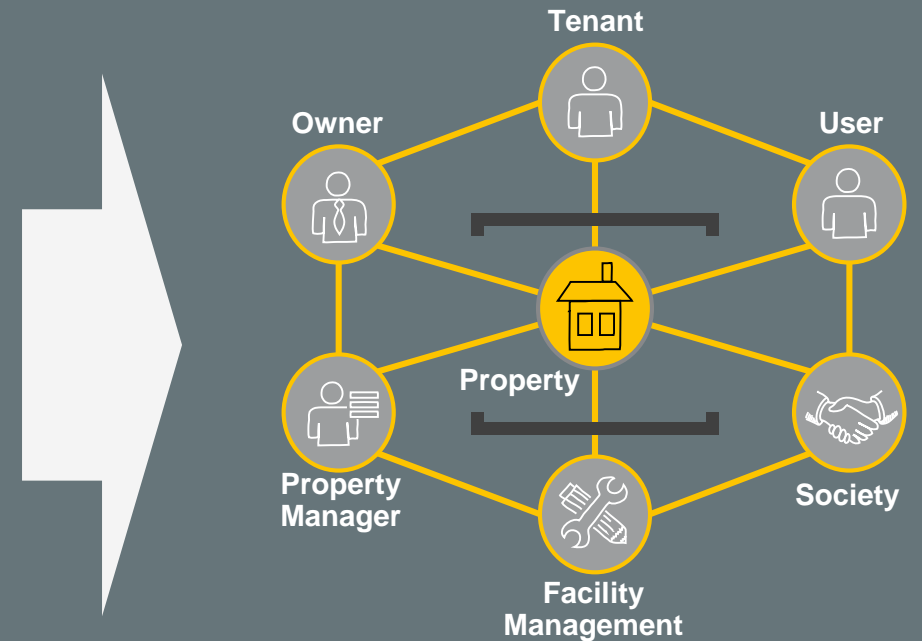 Tenant
Owner
User
Property
Property
Manager
Society
Facility
Management